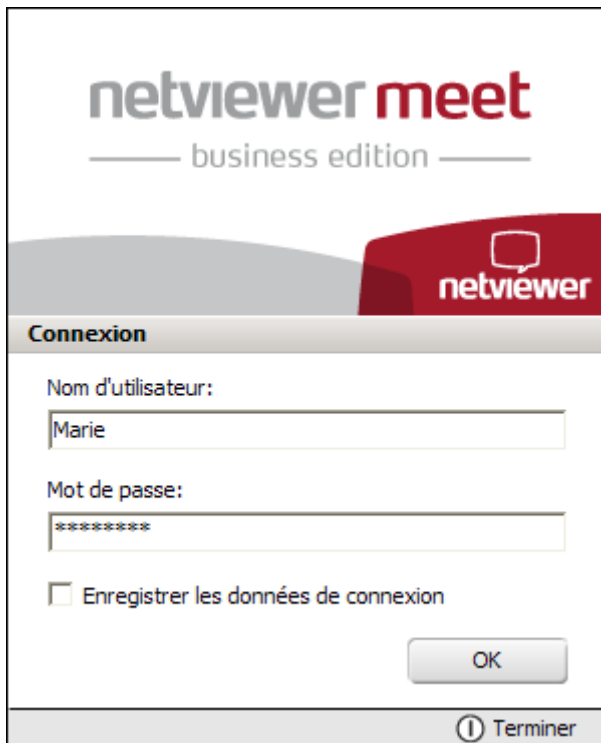 netviewer meet
business edition
netviewer
Connexion
Nom d'utilisateur:
Marie
Mot de passe:
********
Enregistrer les données de connexion
OK
Terminer